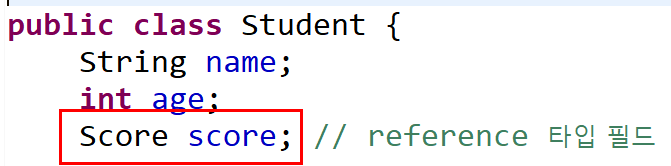 public class Student {
String name;
int age;
Score score; // reference 타입 필드